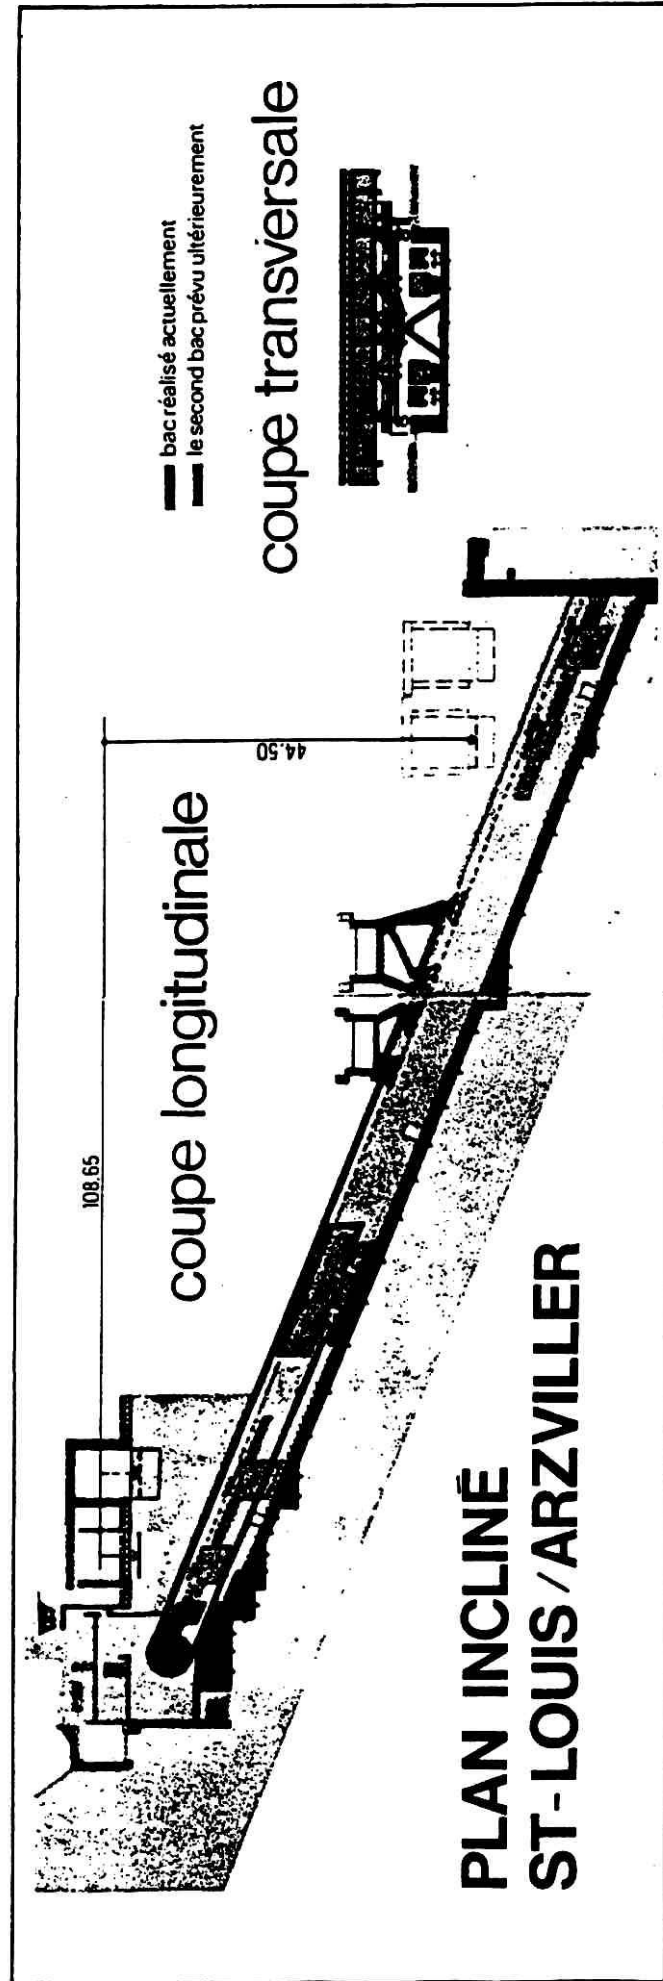 bac réalisé actuellement
le second bac prévu ultérieurement
coupe transversale
coupe longitudinale
108.65
44.50
PLAN INCLINÉ
ST-LOUIS/ARZVILLER